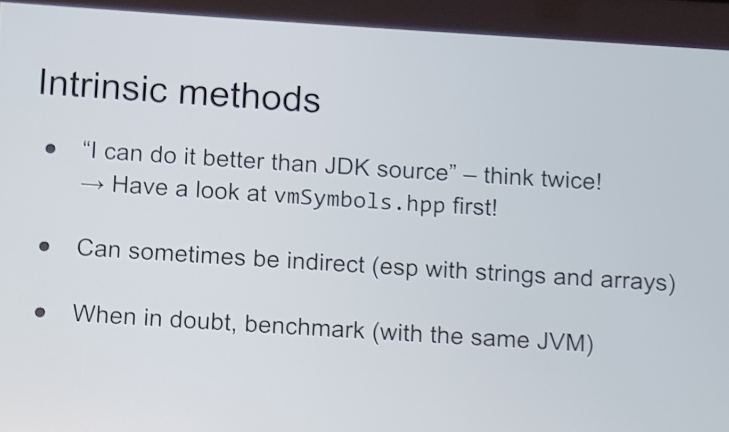 Intrinsic methods
● “I can do it better than JDK source” – think twice!
→ Have a look at vmSymbols.hpp first!
● Can sometimes be indirect (esp with strings and arrays)
● When in doubt, benchmark (with the same JVM)